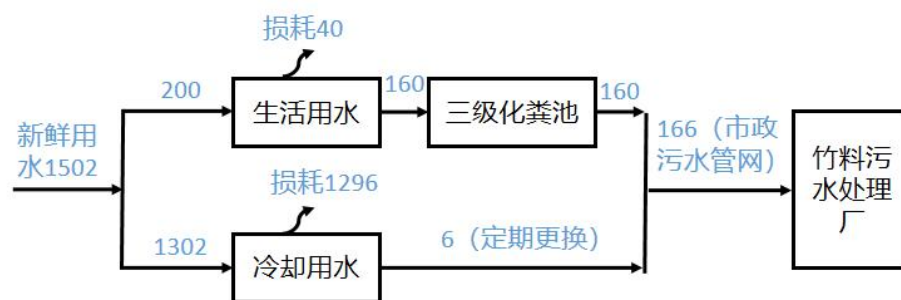 损耗40
200
生活用水
160
三级化粪池
160
新鲜用
水1502
166（市政
污水管网）
竹料污
水处理
厂
损耗1296
1302
冷却用水
6（定期更换）